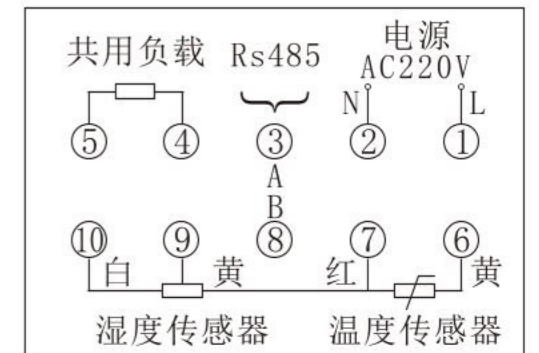 共用负载 Rs485 电源
AC220V
N L
⑤ ④ ③ ② ①
A
B
⑩ ⑨ ⑧ ⑦ ⑥
白 黄 红 黄
湿度传感器 温度传感器